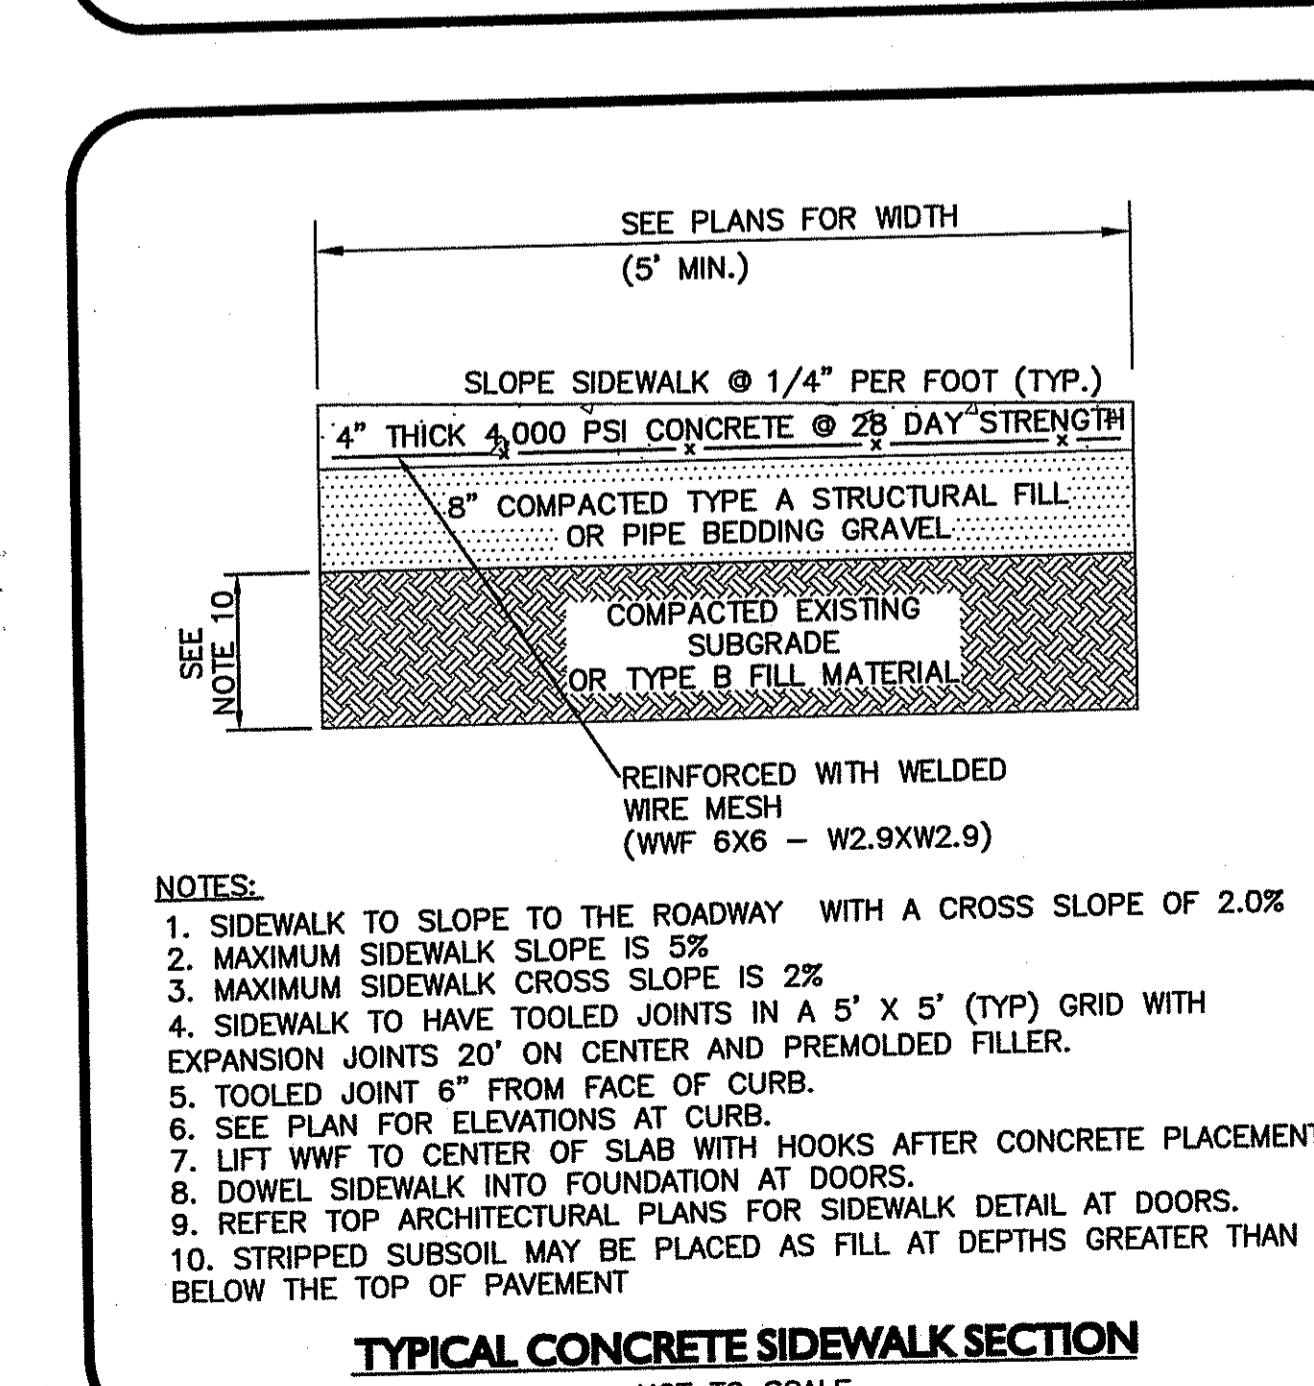 SEE PLANS FOR WIDTH
(5' MIN.)
SLOPE SIDEWALK @ 1/4" PER FOOT (TYP.)
4" THICK 4,000 PSI CONCRETE @ 28 DAY STRENGTH
8" COMPACTED TYPE A STRUCTURAL FILL
OR PIPE BEDDING GRAVEL
SEE
NOTE 10
COMPACTED EXISTING
SUBGRADE
OR TYPE B FILL MATERIAL
REINFORCED WITH WELDED
WIRE MESH
(WWF 6X6 – W2.9XW2.9)
NOTES:
1. SIDEWALK TO SLOPE TO THE ROADWAY WITH A CROSS SLOPE OF 2.0%
2. MAXIMUM SIDEWALK SLOPE IS 5%
3. MAXIMUM SIDEWALK CROSS SLOPE IS 2%
4. SIDEWALK TO HAVE TOOLED JOINTS IN A 5' X 5' (TYP) GRID WITH
EXPANSION JOINTS 20' ON CENTER AND PREMOLDED FILLER.
5. TOOLED JOINT 6" FROM FACE OF CURB.
6. SEE PLAN FOR ELEVATIONS AT CURB.
7. LIFT WWF TO CENTER OF SLAB WITH HOOKS AFTER CONCRETE PLACEMENT
8. DOWEL SIDEWALK INTO FOUNDATION AT DOORS.
9. REFER TOP ARCHITECTURAL PLANS FOR SIDEWALK DETAIL AT DOORS.
10. STRIPPED SUBSOIL MAY BE PLACED AS FILL AT DEPTHS GREATER THAN
BELOW THE TOP OF PAVEMENT
TYPICAL CONCRETE SIDEWALK SECTION
NOT TO SCALE